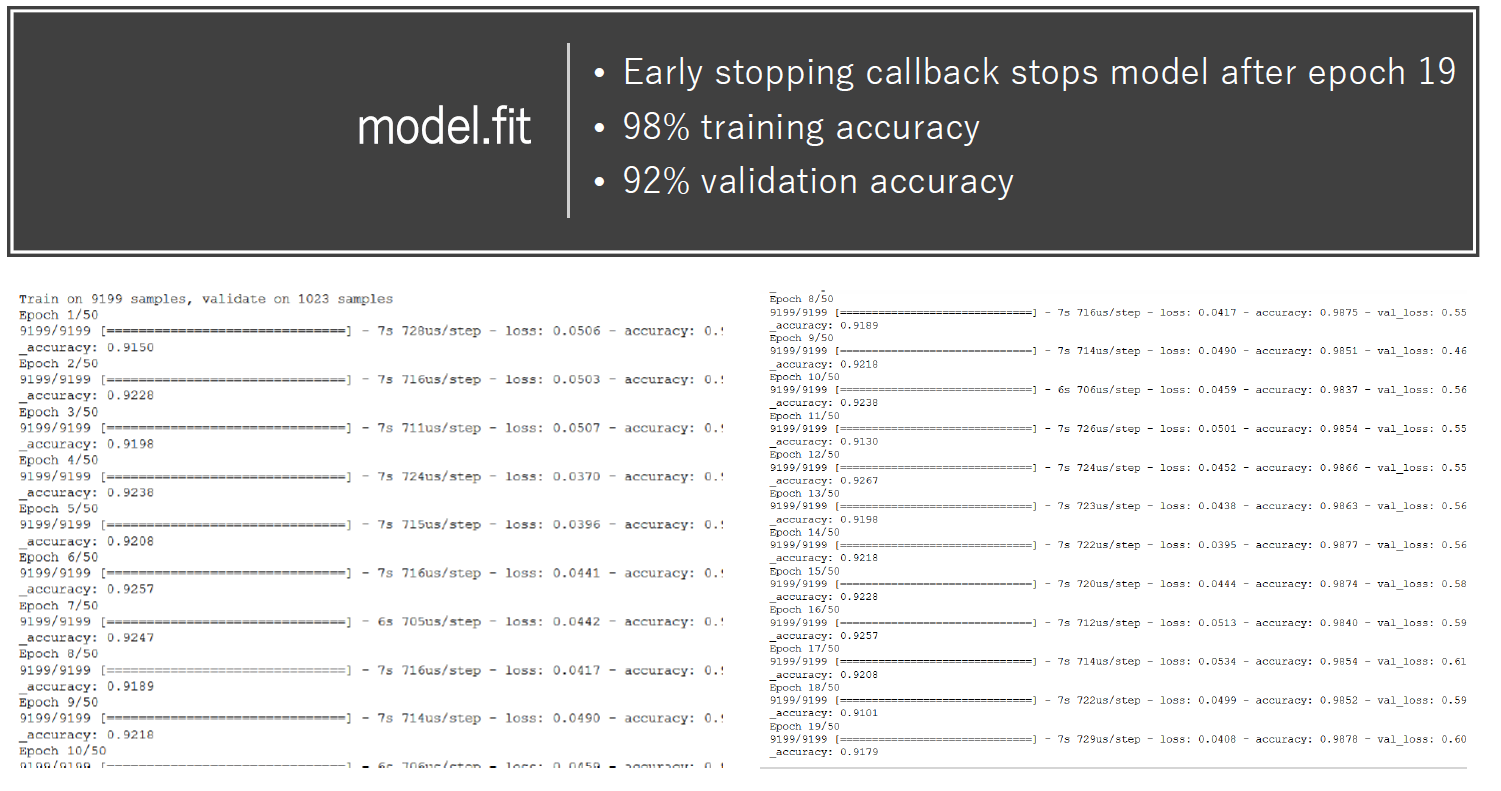 model.fit
• Early stopping callback stops model after epoch 19
• 98% training accuracy
• 92% validation accuracy
Train on 9199 samples, validate on 1023 samples
Epoch 1/50
9199/9199 [==============================] - 7s 728us/step - loss: 0.0506 - accuracy: 0.9
_accuracy: 0.9150
Epoch 2/50
9199/9199 [==============================] - 7s 716us/step - loss: 0.0503 - accuracy: 0.9
_accuracy: 0.9228
Epoch 3/50
9199/9199 [==============================] - 7s 711us/step - loss: 0.0507 - accuracy: 0.9
_accuracy: 0.9198
Epoch 4/50
9199/9199 [==============================] - 7s 724us/step - loss: 0.0370 - accuracy: 0.9
_accuracy: 0.9238
Epoch 5/50
9199/9199 [==============================] - 7s 715us/step - loss: 0.0396 - accuracy: 0.9
_accuracy: 0.9208
Epoch 6/50
9199/9199 [==============================] - 7s 716us/step - loss: 0.0441 - accuracy: 0.9
_accuracy: 0.9257
Epoch 7/50
9199/9199 [==============================] - 6s 705us/step - loss: 0.0442 - accuracy: 0.9
_accuracy: 0.9247
Epoch 8/50
9199/9199 [==============================] - 7s 716us/step - loss: 0.0417 - accuracy: 0.9
_accuracy: 0.9189
Epoch 9/50
9199/9199 [==============================] - 7s 714us/step - loss: 0.0490 - accuracy: 0.9
_accuracy: 0.9218
Epoch 10/50
9199/9199 [==============================] - 6s 706us/step - loss: 0.0459 - accuracy: 0.
Epoch 8/50
9199/9199 [==============================] - 7s 716us/step - loss: 0.0417 - accuracy: 0.9875 - val_loss: 0.55
_accuracy: 0.9189
Epoch 9/50
9199/9199 [==============================] - 7s 714us/step - loss: 0.0490 - accuracy: 0.9851 - val_loss: 0.46
_accuracy: 0.9218
Epoch 10/50
9199/9199 [==============================] - 6s 706us/step - loss: 0.0459 - accuracy: 0.9837 - val_loss: 0.56
_accuracy: 0.9238
Epoch 11/50
9199/9199 [==============================] - 7s 726us/step - loss: 0.0501 - accuracy: 0.9854 - val_loss: 0.55
_accuracy: 0.9130
Epoch 12/50
9199/9199 [==============================] - 7s 724us/step - loss: 0.0452 - accuracy: 0.9866 - val_loss: 0.55
_accuracy: 0.9267
Epoch 13/50
9199/9199 [==============================] - 7s 723us/step - loss: 0.0438 - accuracy: 0.9863 - val_loss: 0.56
_accuracy: 0.9198
Epoch 14/50
9199/9199 [==============================] - 7s 722us/step - loss: 0.0395 - accuracy: 0.9877 - val_loss: 0.56
_accuracy: 0.9218
Epoch 15/50
9199/9199 [==============================] - 7s 720us/step - loss: 0.0444 - accuracy: 0.9874 - val_loss: 0.58
_accuracy: 0.9228
Epoch 16/50
9199/9199 [==============================] - 7s 712us/step - loss: 0.0513 - accuracy: 0.9840 - val_loss: 0.59
_accuracy: 0.9257
Epoch 17/50
9199/9199 [==============================] - 7s 714us/step - loss: 0.0534 - accuracy: 0.9854 - val_loss: 0.61
_accuracy: 0.9208
Epoch 18/50
9199/9199 [==============================] - 7s 722us/step - loss: 0.0499 - accuracy: 0.9852 - val_loss: 0.59
_accuracy: 0.9101
Epoch 19/50
9199/9199 [==============================] - 7s 729us/step - loss: 0.0408 - accuracy: 0.9878 - val_loss: 0.60
_accuracy: 0.9179